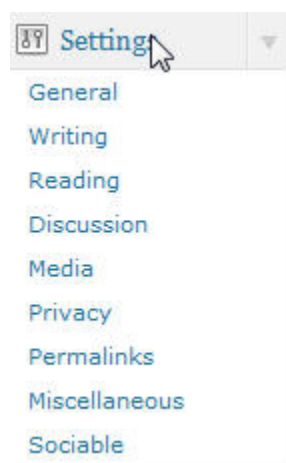 Settings
General
Writing
Reading
Discussion
Media
Privacy
Permalinks
Miscellaneous
Sociable